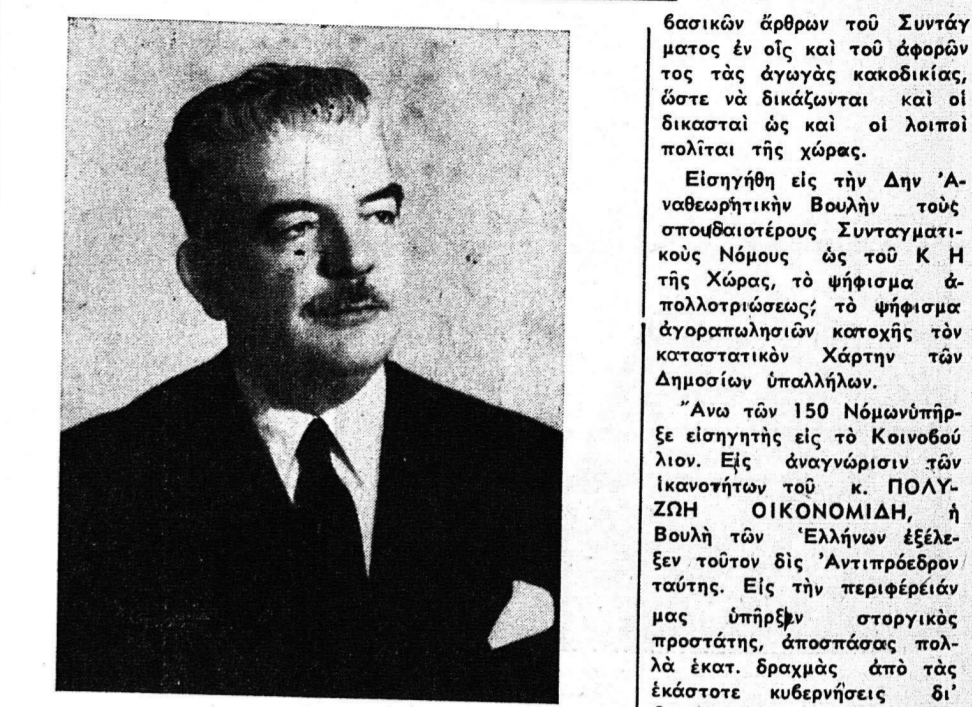 βασικῶν ἄρθρων τοῦ Συντάγ
ματος ἐν οἷς καὶ τοῦ ἀφορῶν
τος τὰς ἀγωγὰς κακοδικίας,
ὥστε νὰ δικάζωνται καὶ οἱ
δικασταὶ ὡς καὶ οἱ λοιποὶ
πολῖται τῆς χώρας.
Εἰσηγήθη εἰς τὴν Δην Ἀ-
ναθεωρητικὴν Βουλὴν τοὺς
σπουδαιοτέρους Συνταγματι-
κοὺς Νόμους ὡς τοῦ Κ Η
τῆς Χώρας, τὸ ψήφισμα ἀ-
πολλοτριώσεως, τὸ ψήφισμα
ἀγοραπωλησιῶν κατοχῆς τὸν
καταστατικὸν Χάρτην τῶν
Δημοσίων ὑπαλλήλων.
Ἄνω τῶν 150 Νόμωνὑπῆρ-
ξε εἰσηγητὴς εἰς τὸ Κοινοβού
λιον. Εἰς ἀναγνώρισιν τῶν
ἱκανοτήτων τοῦ κ. ΠΟΛΥ-
ΖΩΗ ΟΙΚΟΝΟΜΙΔΗ, ἡ
Βουλὴ τῶν Ἑλλήνων ἐξέλε-
ξεν τοῦτον δὶς Ἀντιπρόεδρον
ταύτης. Εἰς τὴν περιφέρειάν
μας ὑπῆρξεν στοργικὸς
προστάτης, ἀποσπάσας πολ-
λὰ ἑκατ. δραχμὰς ἀπὸ τὰς
ἑκάστοτε κυβερνήσεις δι'